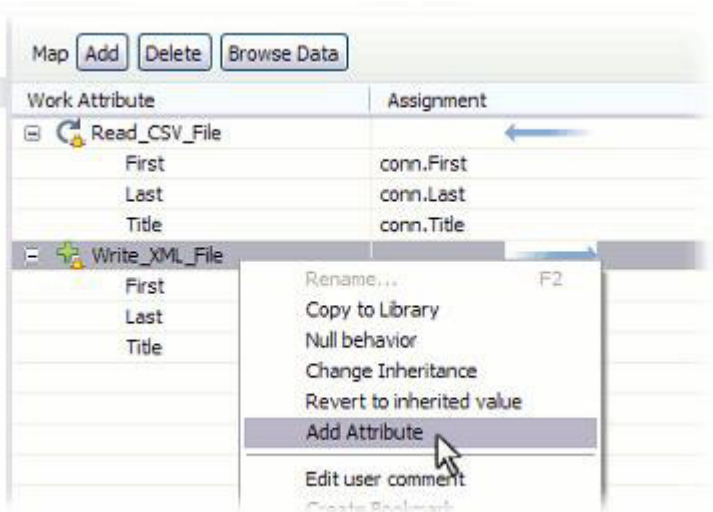 Map Add Delete Browse Data
Work Attribute Assignment
Read_CSV_File
First conn.First
Last conn.Last
Title conn.Title
Write_XML_File
First
Last
Title
Rename... F2
Copy to Library
Null behavior
Change Inheritance
Revert to inherited value
Add Attribute
Edit user comment
Create Bookmark